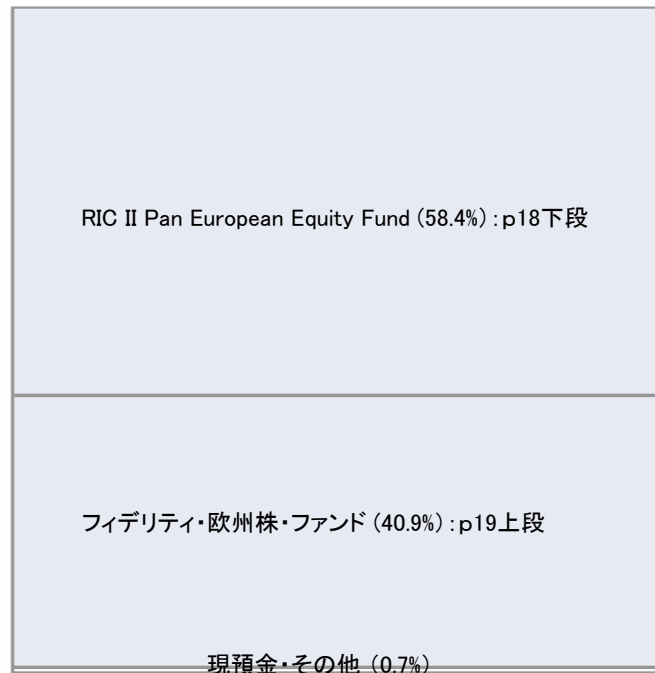 RIC II Pan European Equity Fund (58.4%) : p18下段
フィデリティ・欧州株・ファンド (40.9%) : p19上段
現預金・その他 (0.7%)